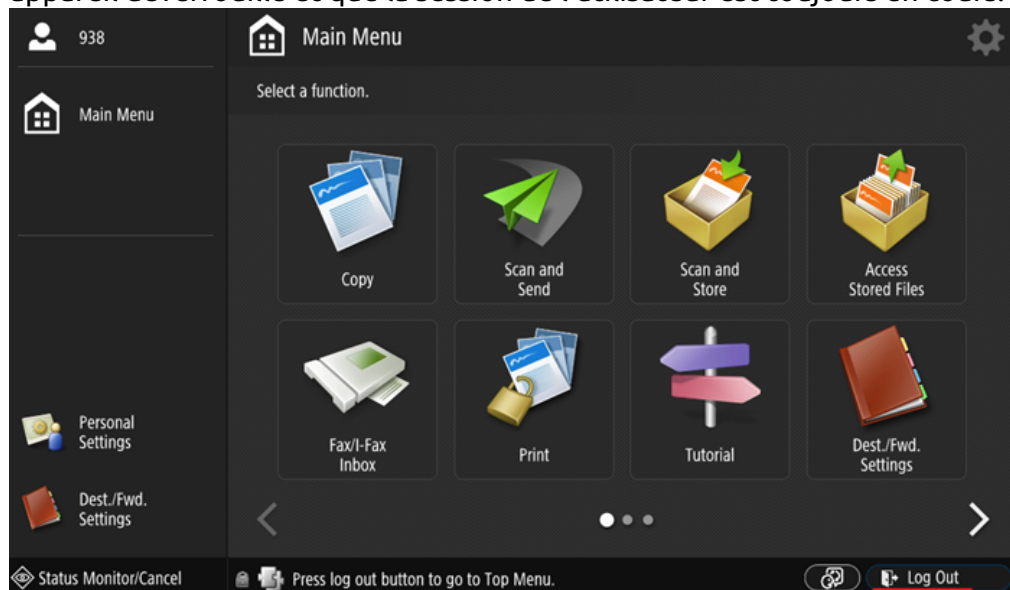 938
Main Menu
Main Menu
Select a function.
Copy
Scan and
Send
Scan and
Store
Access
Stored Files
Fax/I-Fax
Inbox
Print
Tutorial
Dest./Fwd.
Settings
Personal
Settings
Dest./Fwd.
Settings
Status Monitor/Cancel
Press log out button to go to Top Menu.
Log Out